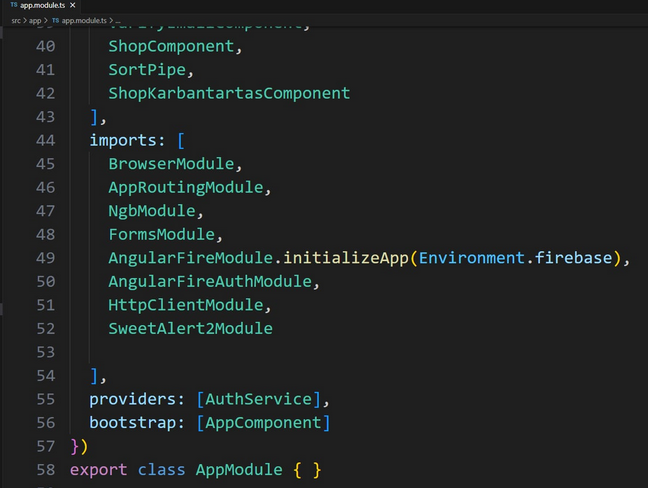 TS app.module.ts ×
src > app > TS app.module.ts > ...
40 ShopComponent,
41 SortPipe,
42 ShopKarbantartasComponent
43 ],
44 imports: [
45 BrowserModule,
46 AppRoutingModule,
47 NgbModule,
48 FormsModule,
49 AngularFireModule.initializeApp(Environment.firebase),
50 AngularFireAuthModule,
51 HttpClientModule,
52 SweetAlert2Module
53
54 ],
55 providers: [AuthService],
56 bootstrap: [AppComponent]
57 })
58 export class AppModule { }